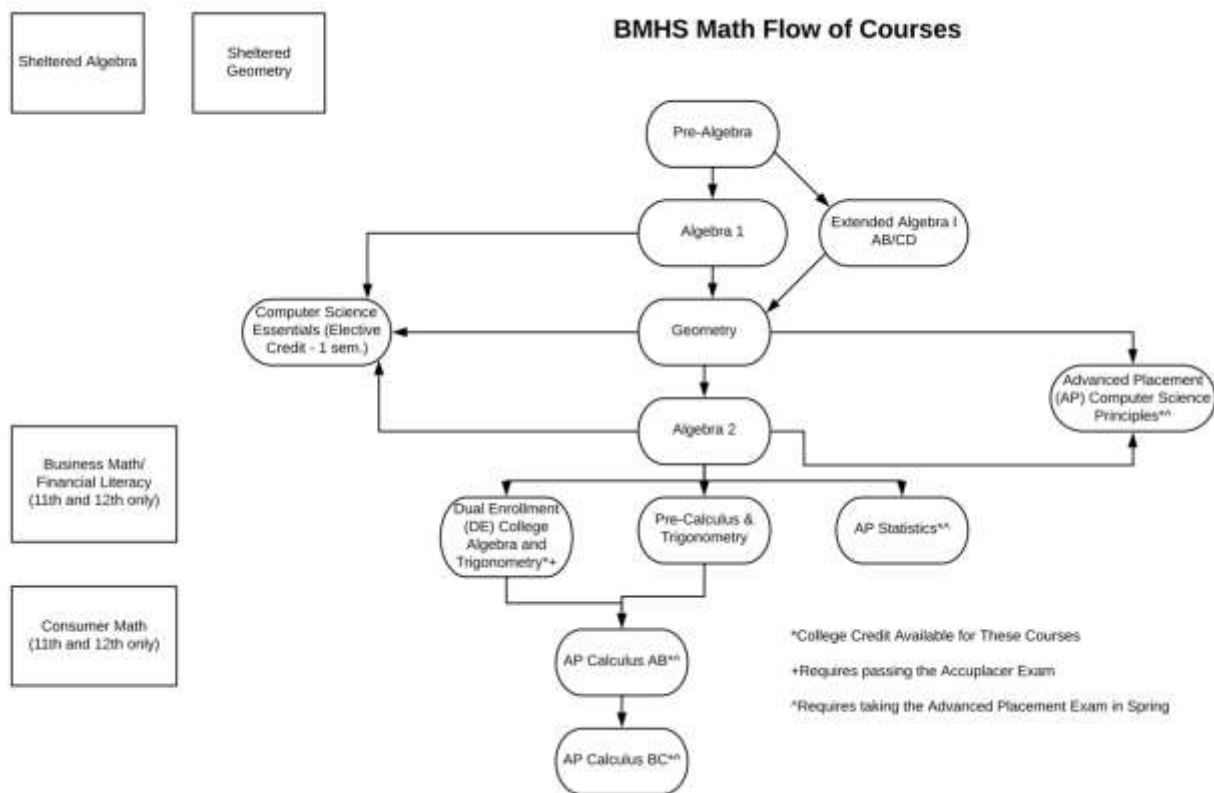 BMHS Math Flow of Courses
Sheltered Algebra
Sheltered
Geometry
Pre-Algebra
Algebra 1
Extended Algebra I
AB/CD
Computer Science
Essentials (Elective
Credit - 1 sem.)
Geometry
Advanced Placement
(AP) Computer Science
Principles*^
Algebra 2
Business Math/
Financial Literacy
(11th and 12th only)
Dual Enrollment
(DE) College
Algebra and
Trigonometry*+
Pre-Calculus &
Trigonometry
AP Statistics*^
Consumer Math
(11th and 12th only)
AP Calculus AB*^
AP Calculus BC*^
*College Credit Available for These Courses
+Requires passing the Accuplacer Exam
^Requires taking the Advanced Placement Exam in Spring